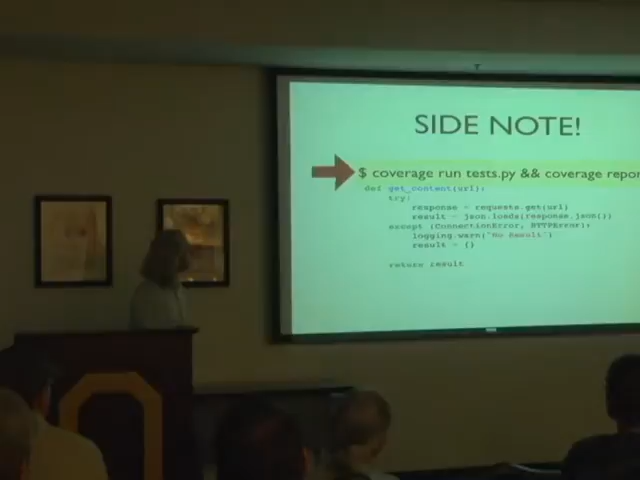 SIDE NOTE!
$ coverage run tests.py && coverage repor
def get_content(url):
try:
response = requests.get(url)
result = json.loads(response.json())
except (ConnectionError, HTTPError):
logging.warn("No Result")
result = {}
return result